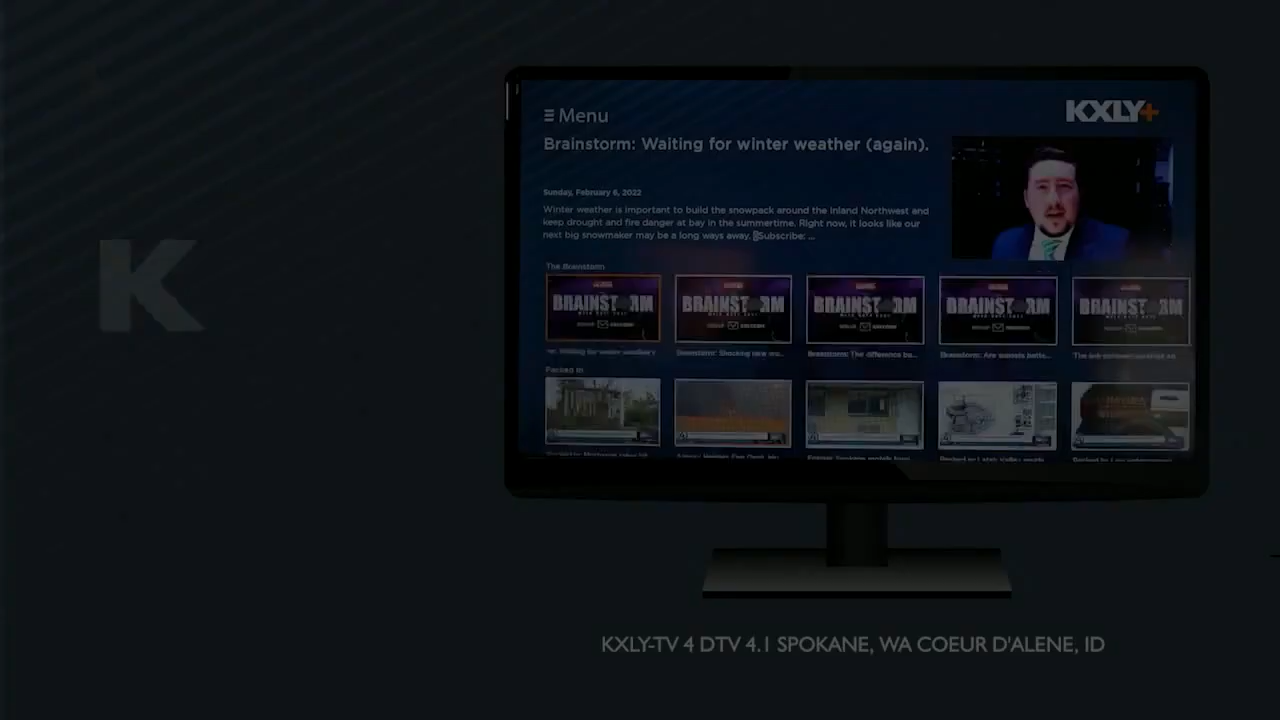 K
Menu
KXLY+
Brainstorm: Waiting for winter weather (again).
Sunday, February 6, 2022
Winter weather is important to build the snowpack around the Inland Northwest and
keep drought and fire danger at bay in the summertime. Right now, it looks like our
next big snowmaker may be a long ways away. Subscribe: ...
The Brainstorm
BRAINSTORM
BRAINSTORM
BRAINSTORM
BRAINSTORM
BRAINSTORM
Waiting for winter weather
Brainstorm: Shocking new
Brainstorm: The difference
Brainstorm: Are sunsets
Packed In
KXLY-TV 4 DTV 4.1 SPOKANE, WA COEUR D'ALENE, ID